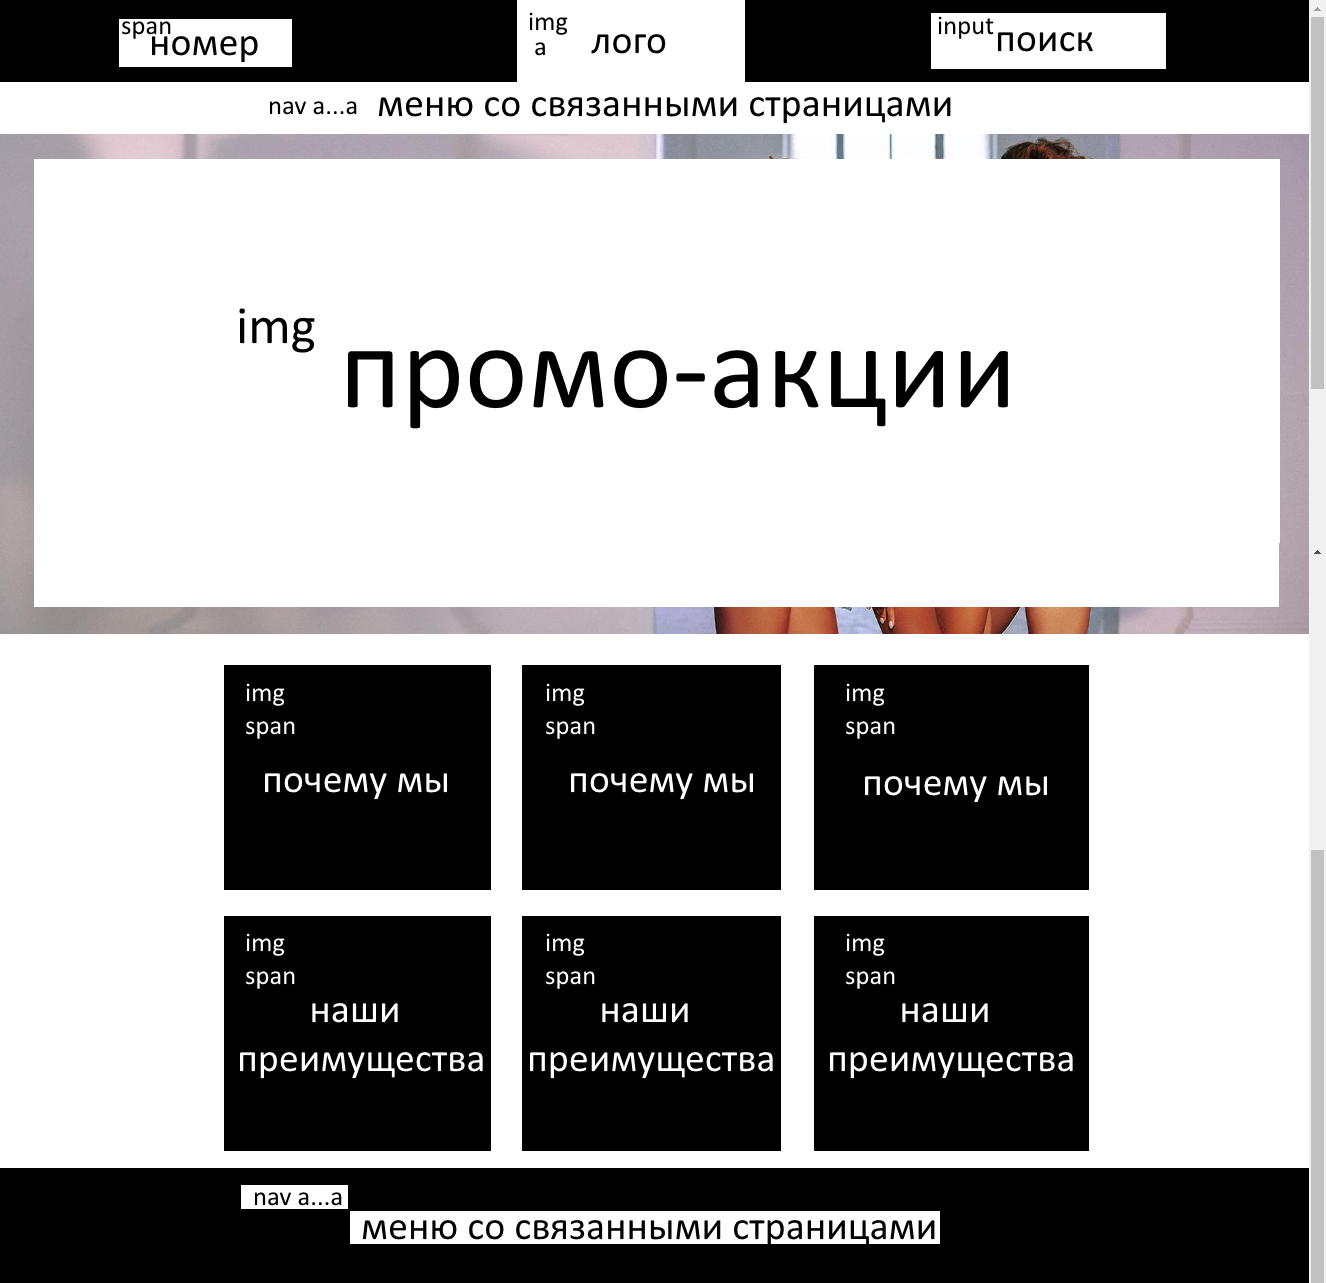 span
номер
img
a
лого
input
поиск
nav a...a
меню со связанными страницами
img
промо-акции
img
span
почему мы
img
span
почему мы
img
span
почему мы
img
span
наши
преимущества
img
span
наши
преимущества
img
span
наши
преимущества
nav a...a
меню со связанными страницами